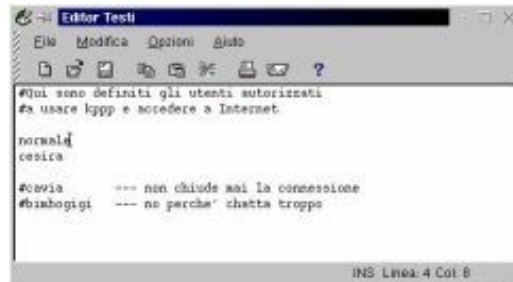 Editor Testi
File Modifica Opzioni Aiuto
?
#Qui sono definiti gli utenti autorizzati
#a usare kppp e accedere a Internet
normale
cesira
#cavia --- non chiude mai la connessione
#bimbogigi --- no perche' chatta troppo
INS Linea: 4 Col: 8